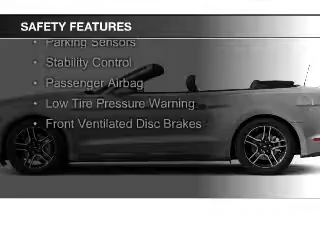 SAFETY FEATURES
• Parking Sensors
• Stability Control
• Passenger Airbag
• Low Tire Pressure Warning
• Front Ventilated Disc Brakes